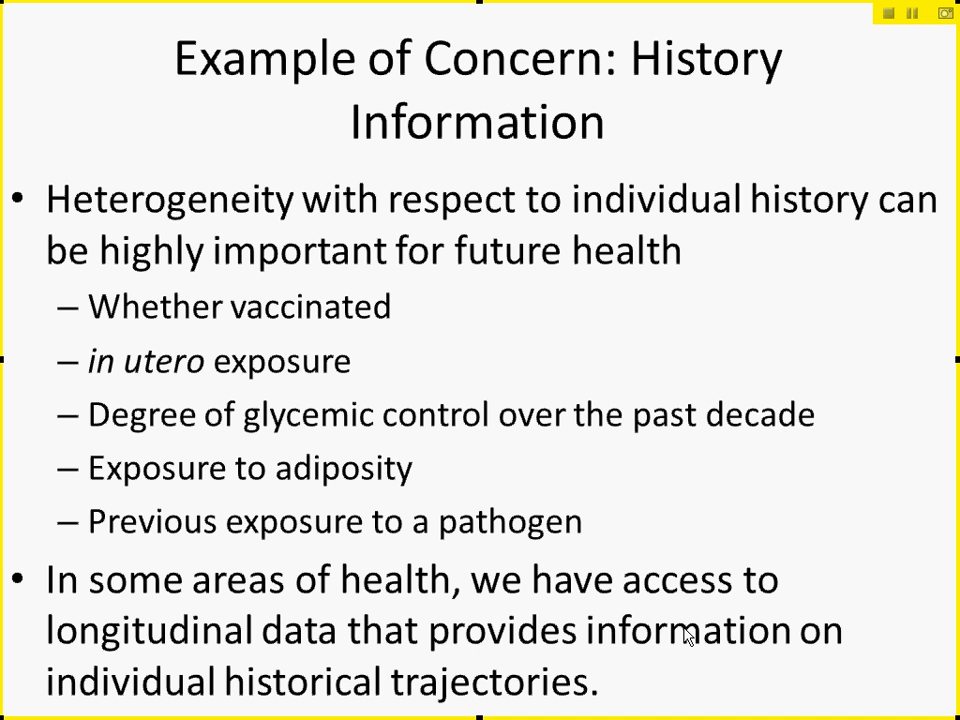 Example of Concern: History
Information
• Heterogeneity with respect to individual history can
be highly important for future health
– Whether vaccinated
– in utero exposure
– Degree of glycemic control over the past decade
– Exposure to adiposity
– Previous exposure to a pathogen
• In some areas of health, we have access to
longitudinal data that provides information on
individual historical trajectories.